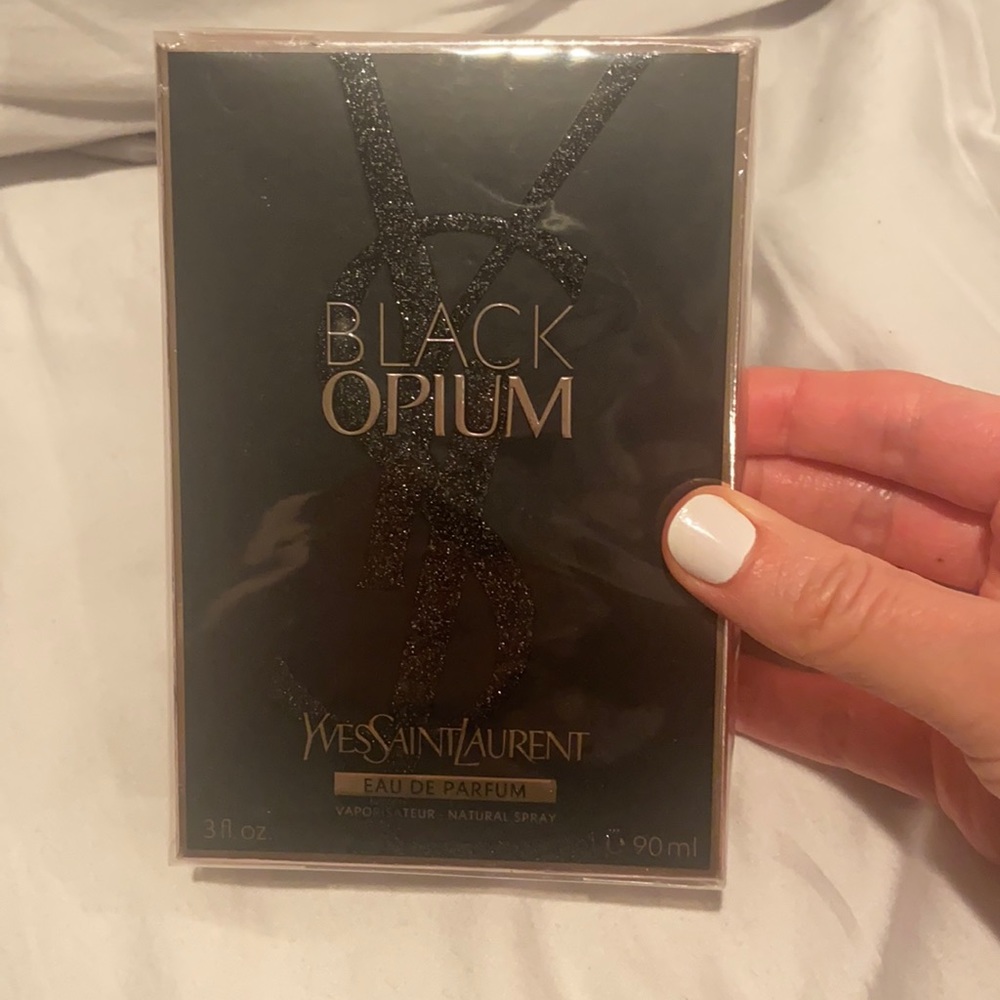 BLACK
OPIUM
YVESSAINTLAURENT
EAU DE PARFUM
VAPORISATEUR - NATURAL SPRAY
3 fl oz.
90 ml